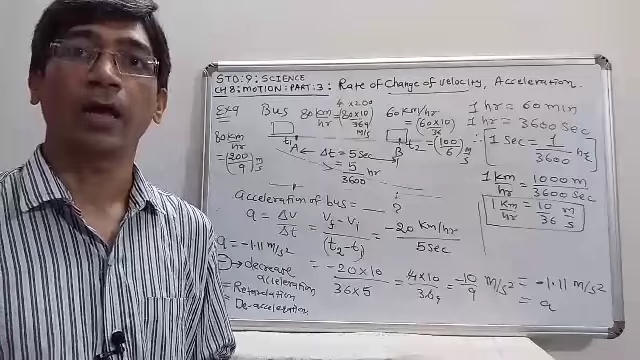 STD:9: SCIENCE
CH 8: MOTION: PART: 3: Rate of Change of velocity, Acceleration.
Ex 9 Bus 80 km/hr 60 km/hr
= (60×10)/36
= (100/6) m/s
80 km/hr
= (200/9) m/s
t1 A ← Δt = 5 sec → B t2
= 5/3600 hr
1 hr = 60 min
1 hr = 3600 sec
∴ 1 sec = 1/3600 hr
1 km/hr = 1000 m/3600 sec
1 km/hr = 10/36 m/s
acceleration of bus = ___ ?
a = Δv/Δt = (Vf - Vi)/(t2 - t1) = -20 km/hr/5 sec
a = -1.11 m/s²
= -20×10/36×5 = 4×10/36 = -10/9 m/s² = -1.11 m/s²
= a
(-) → decrease
acceleration
= Retardation
= De-acceleration